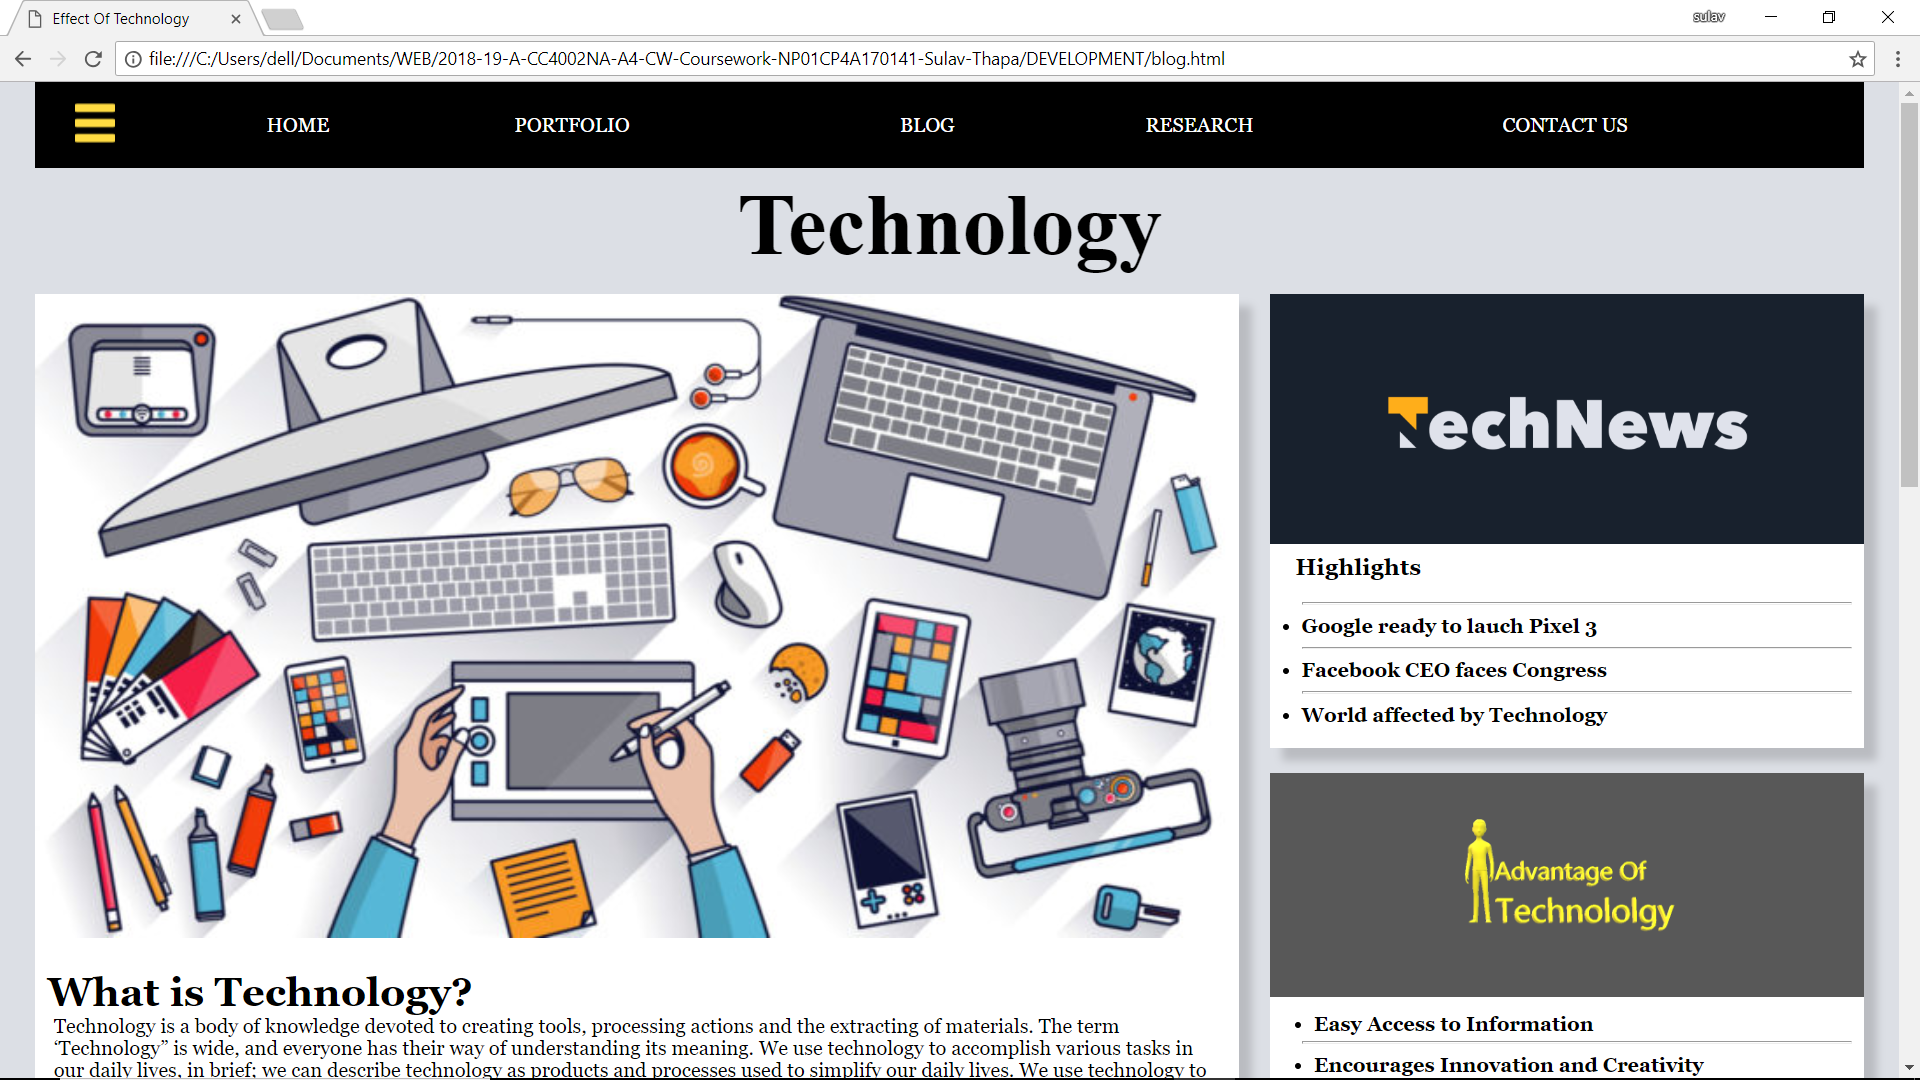 Effect Of Technology
sulav
file:///C:/Users/dell/Documents/WEB/2018-19-A-CC4002NA-A4-CW-Coursework-NP01CP4A170141-Sulav-Thapa/DEVELOPMENT/blog.html
HOME PORTFOLIO BLOG RESEARCH CONTACT US
Technology
TechNews
Highlights
Google ready to lauch Pixel 3
Facebook CEO faces Congress
World affected by Technology
Advantage Of
Technololgy
Easy Access to Information
Encourages Innovation and Creativity
What is Technology?
Technology is a body of knowledge devoted to creating tools, processing actions and the extracting of materials. The term
‘Technology” is wide, and everyone has their way of understanding its meaning. We use technology to accomplish various tasks in
our daily lives, in brief; we can describe technology as products and processes used to simplify our daily lives. We use technology to